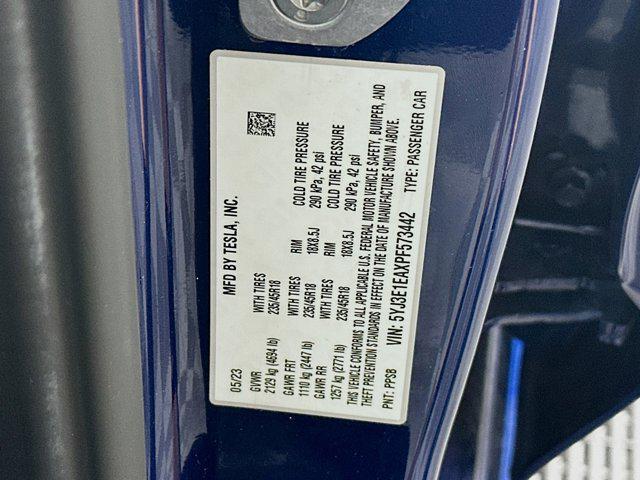 MFD BY TESLA, INC.
05/23
GVWR WITH TIRES RIM COLD TIRE PRESSURE
2129 kg (4694 lb) 235/45R18 18X8.5J 290 kPa, 42 psi
GAWR FRT WITH TIRES RIM COLD TIRE PRESSURE
1110 kg (2447 lb) 235/45R18 18X8.5J 290 kPa, 42 psi
GAWR RR
1257 kg (2771 lb) 235/45R18
THIS VEHICLE CONFORMS TO ALL APPLICABLE U.S. FEDERAL MOTOR VEHICLE SAFETY, BUMPER, AND
THEFT PREVENTION STANDARDS IN EFFECT ON THE DATE OF MANUFACTURE SHOWN ABOVE.
VIN: 5YJ3E1EAXPF573442 TYPE: PASSENGER CAR
PNT: PPSB